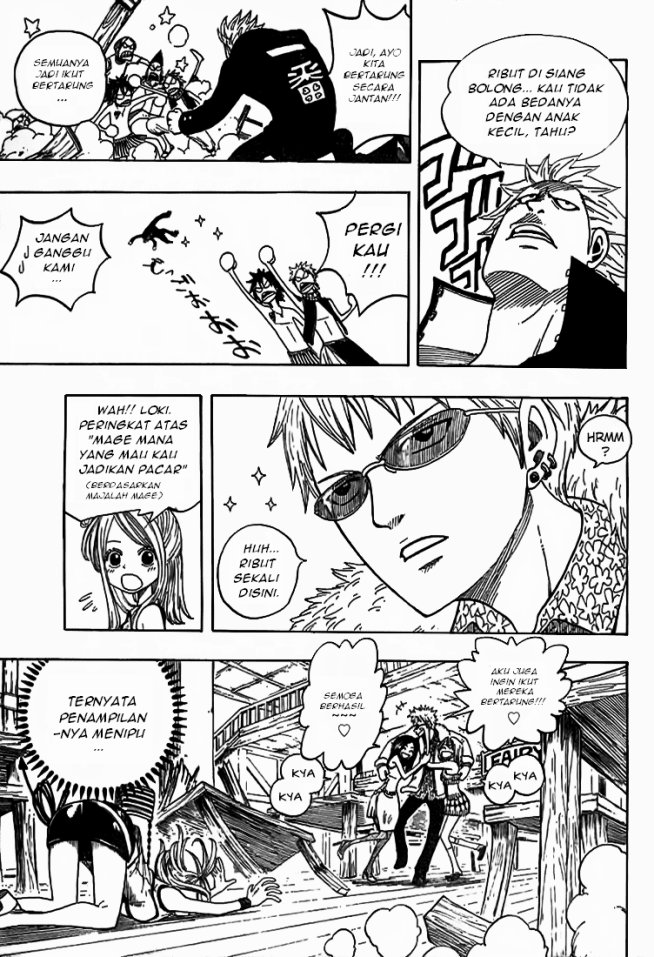 RIBUT DI SIANG
BOLONG... KAU TIDAK
ADA BEDANYA
DENGAN ANAK
KECIL, TAHU?
JADI, AYO
KITA
BERTARUNG
SECARA
JANTAN!!!
SEMUANYA
JADI IKUT
BERTARUNG
...
PERGI
KAU
!!!
JANGAN
GANGGU
KAMI
...
HRMM
?
HUH...
RIBUT
SEKALI
DISINI.
WAH!! LOKI.
PERINGKAT ATAS
"MAGE MANA
YANG MAU KAU
JADIKAN PACAR"
(BERDASARKAN
MAJALAH MAGE)
AKU JUGA
INGIN IKUT
MEREKA
BERTARUNG!!!
♡
SEMOGA
BERHASIL
~~~
♡
KYA
KYA
KYA
KYA
FAIRY
TERNYATA
PENAMPILAN
-NYA MENIPU
...